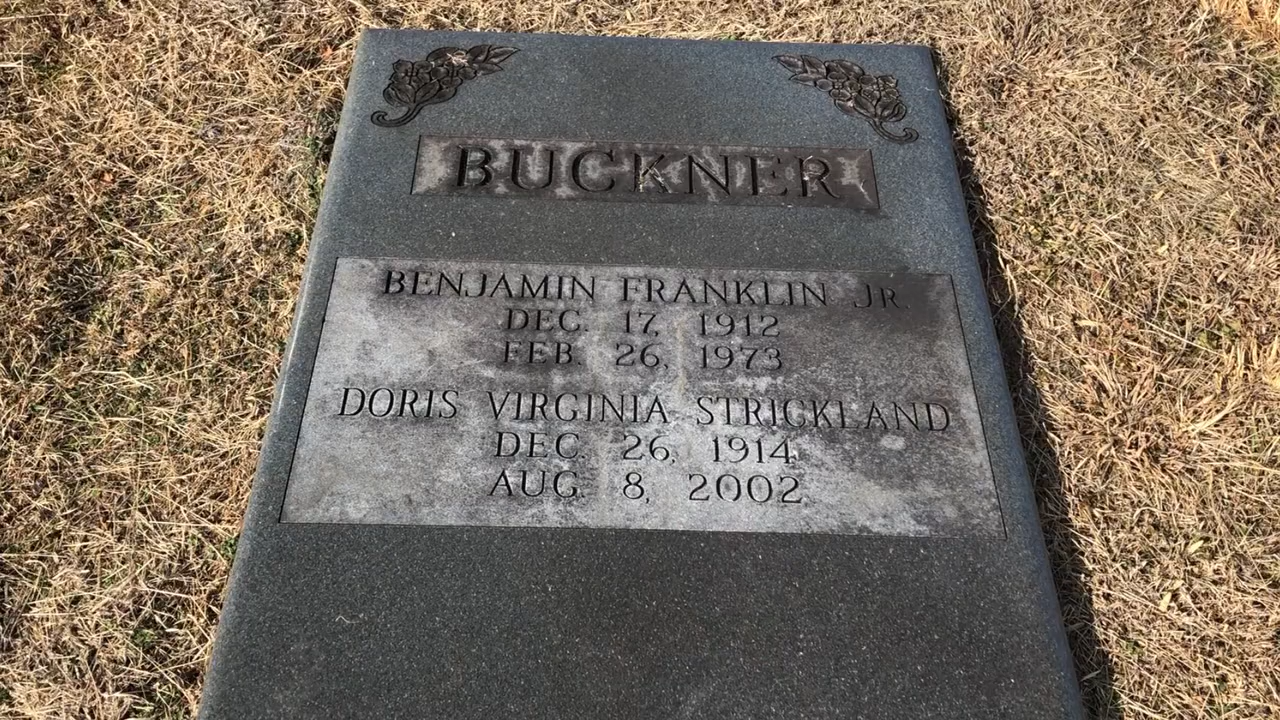 BUCKNER
BENJAMIN FRANKLIN JR.
DEC. 17, 1912
FEB. 26, 1973
DORIS VIRGINIA STRICKLAND
DEC. 26, 1914
AUG. 8, 2002